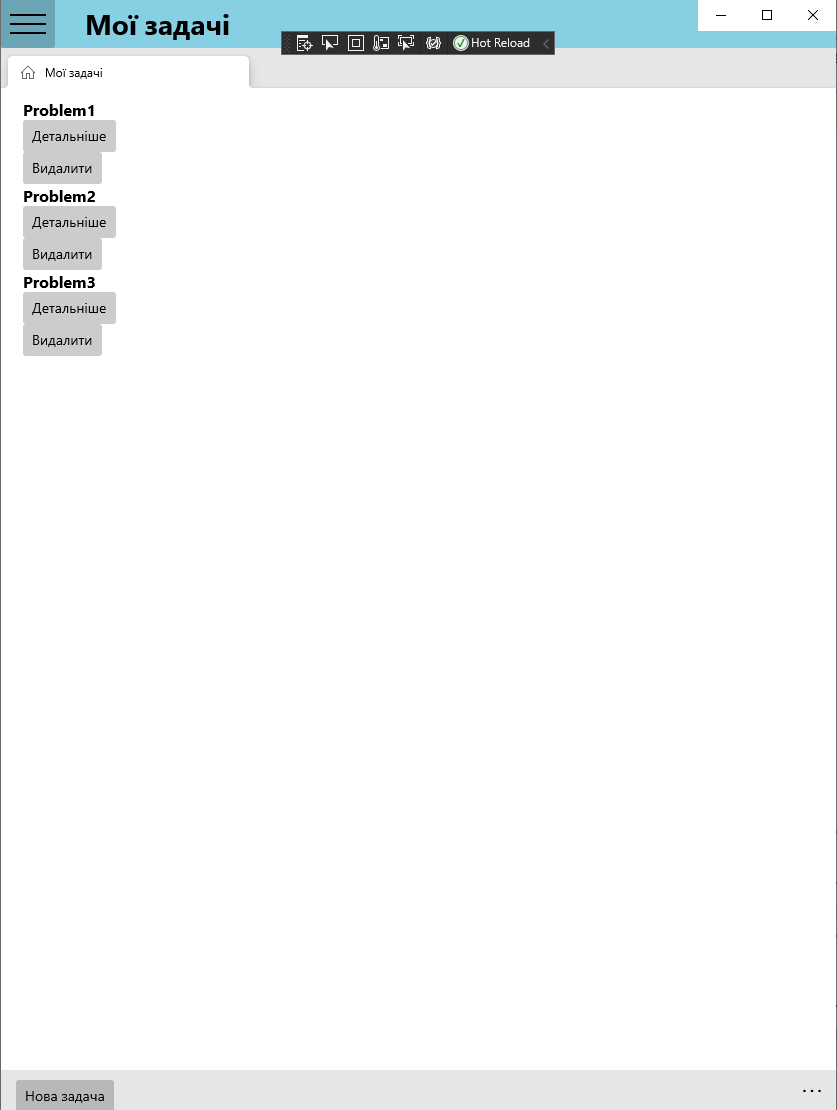 Мої задачі
Hot Reload
Мої задачі
Problem1
Детальніше
Видалити
Problem2
Детальніше
Видалити
Problem3
Детальніше
Видалити
Нова задача